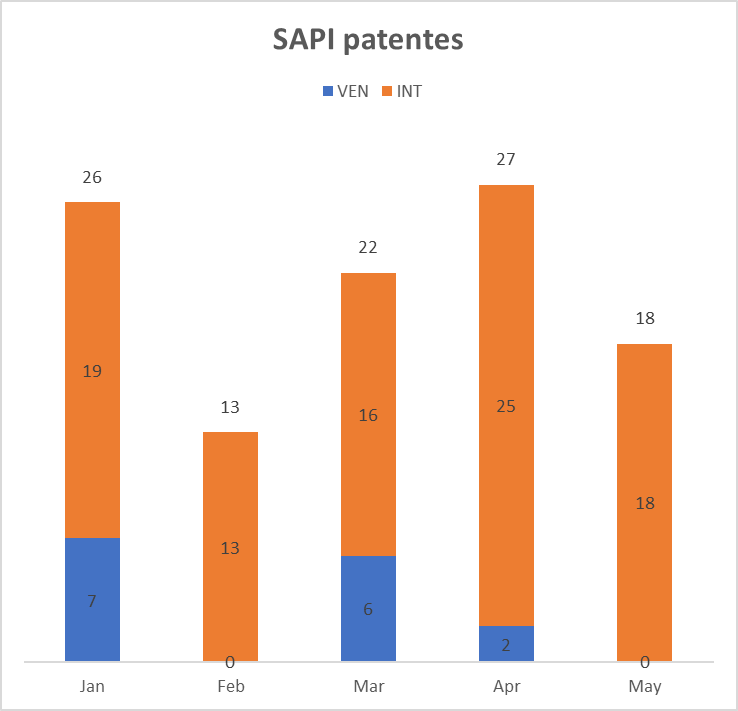 SAPI patentes
VEN INT
26 13 22 27 18
19 13 16 25 18
7 0 6 2 0
Jan Feb Mar Apr May